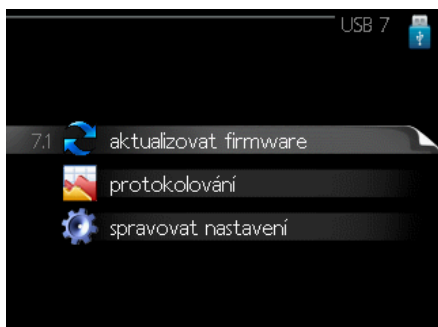 USB 7
7.1 aktualizovat firmware
protokolování
spravovat nastavení